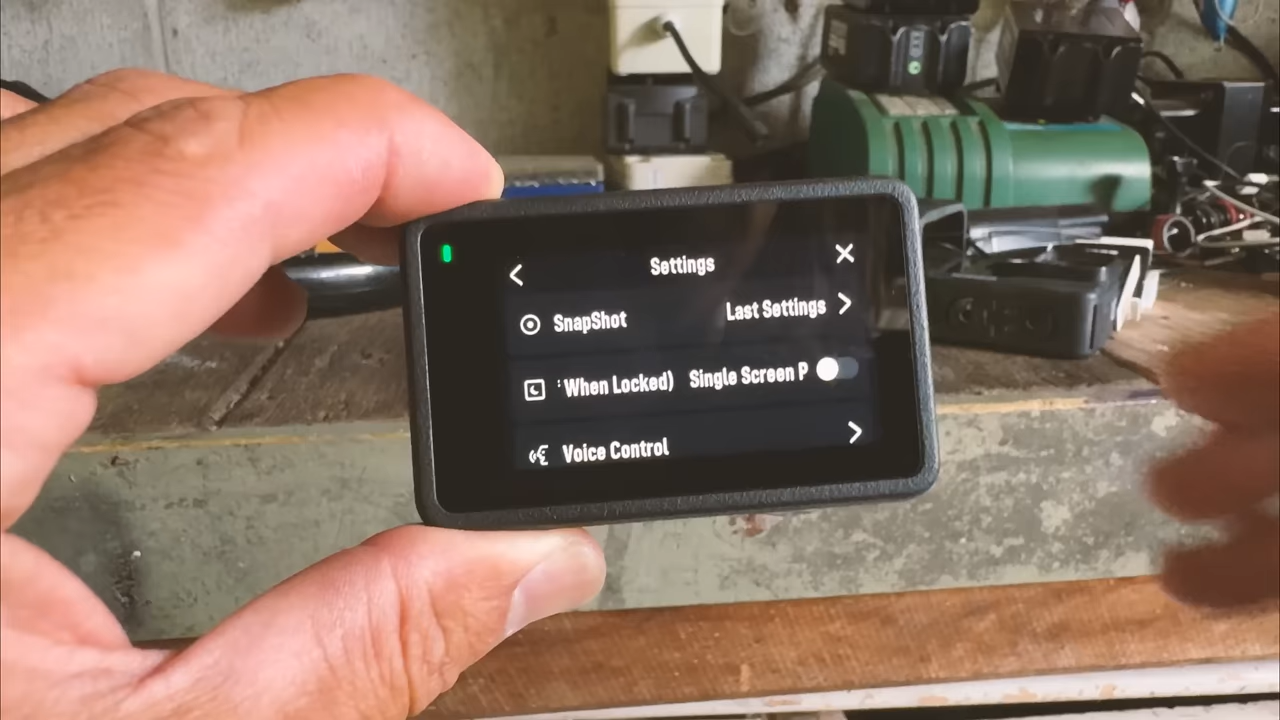 Settings
SnapShot Last Settings
When Locked) Single Screen P
Voice Control